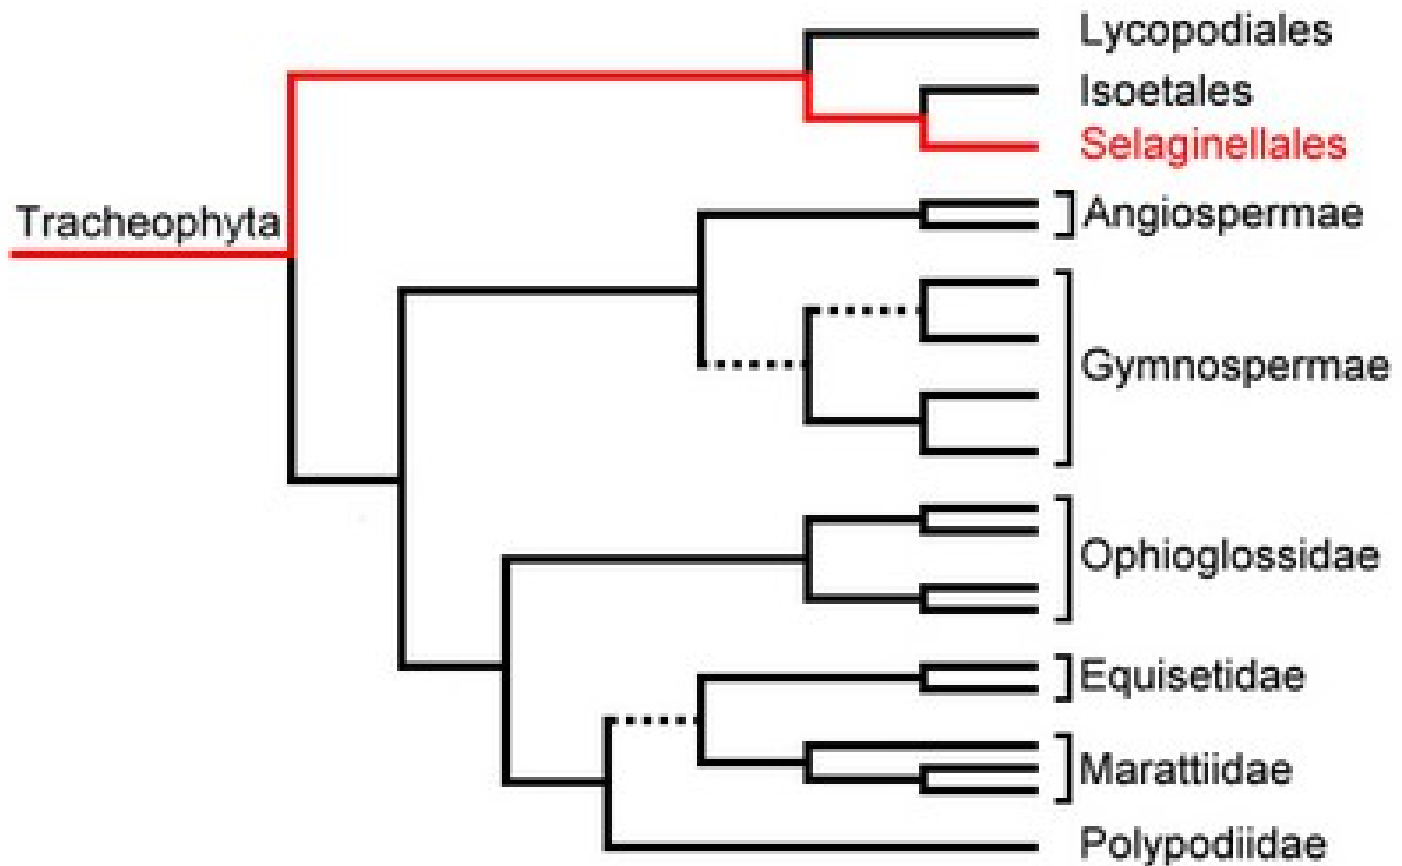 Lycopodiales
Isoetales
Selaginellales
Tracheophyta
Angiospermae
Gymnospermae
Ophioglossidae
Equisetidae
Marattiidae
Polypodiidae